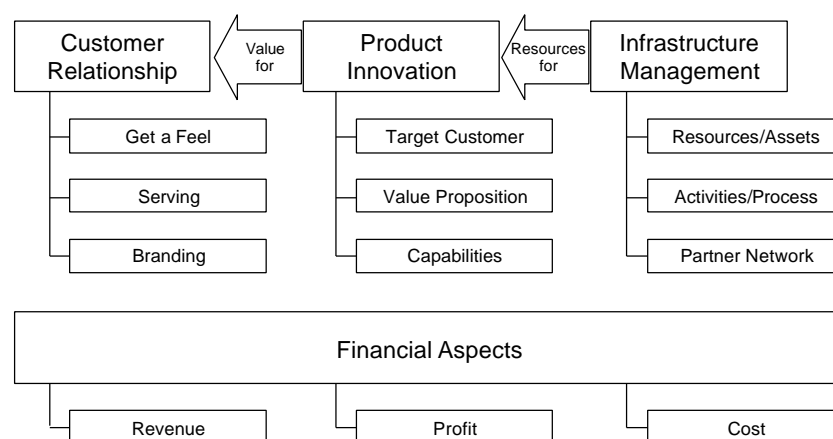 Customer
Relationship
Value
for
Product
Innovation
Resources
for
Infrastructure
Management
Get a Feel
Target Customer
Resources/Assets
Serving
Value Proposition
Activities/Process
Branding
Capabilities
Partner Network
Financial Aspects
Revenue
Profit
Cost